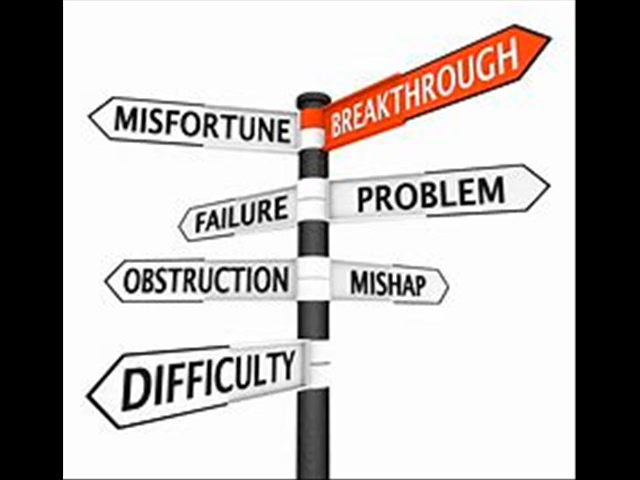 BREAKTHROUGH
MISFORTUNE
PROBLEM
FAILURE
OBSTRUCTION
MISHAP
DIFFICULTY